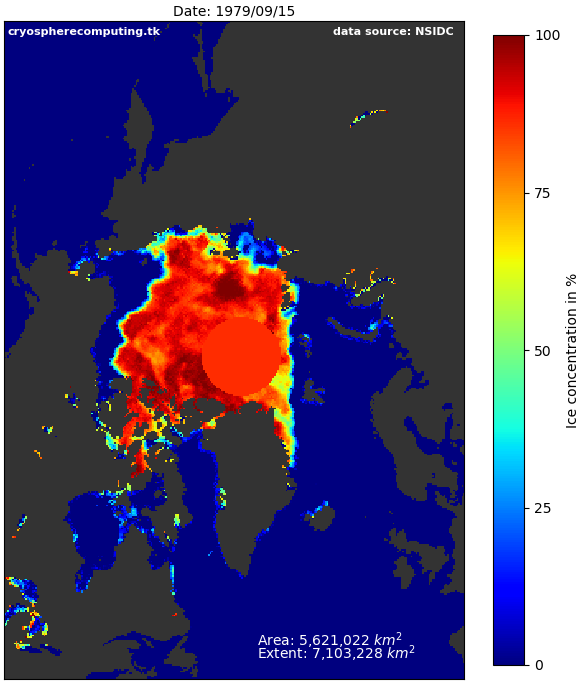 Date: 1979/09/15
cryospherecomputing.tk
data source: NSIDC
100
75
50
25
0
Ice concentration in %
Area: 5,621,022 km²
Extent: 7,103,228 km²